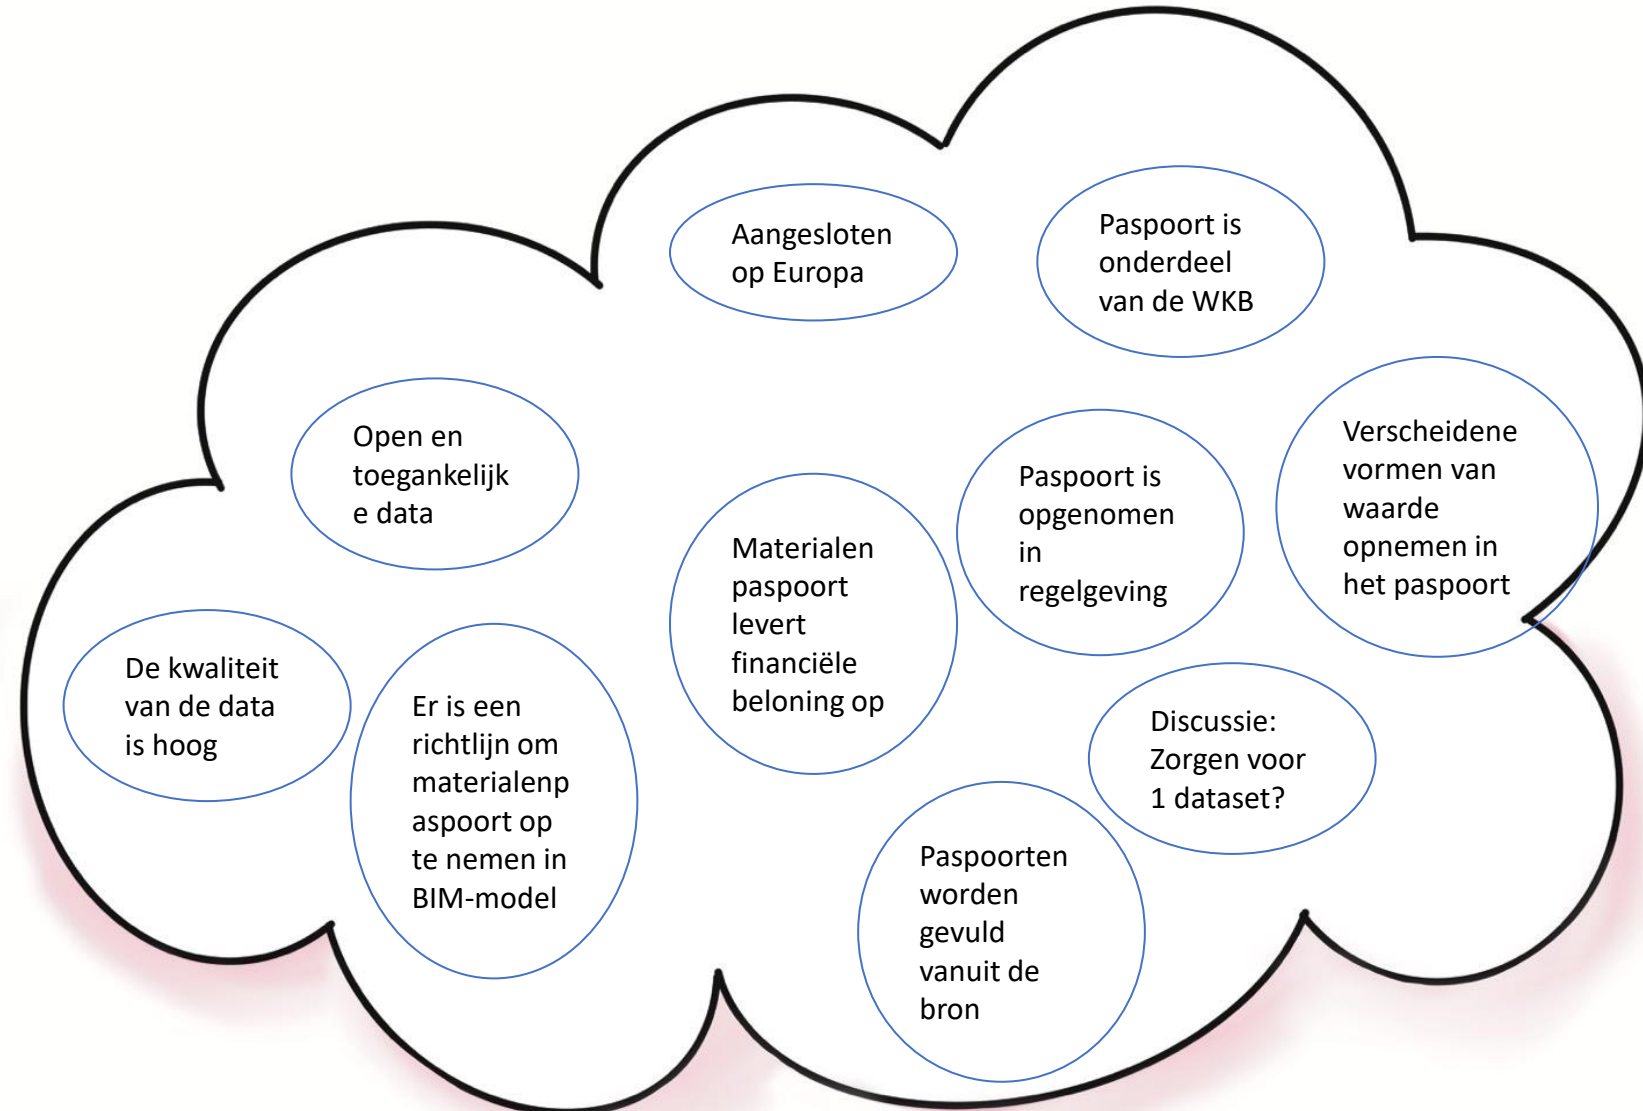 Aangesloten
op Europa
Paspoort is
onderdeel
van de WKB
Open en
toegankelijk
e data
Verscheidene
vormen van
waarde
opnemen in
het paspoort
Paspoort is
opgenomen
in
regelgeving
Materialen
paspoort
levert
financiële
beloning op
De kwaliteit
van de data
is hoog
Er is een
richtlijn om
materialenp
aspoort op
te nemen in
BIM-model
Discussie:
Zorgen voor
1 dataset?
Paspoorten
worden
gevuld
vanuit de
bron